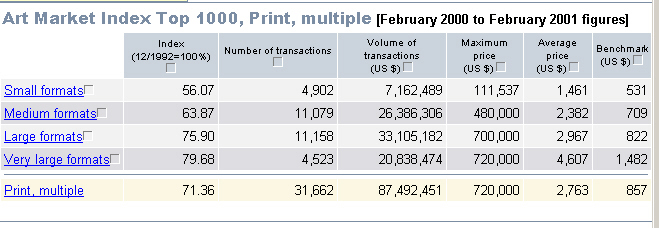 Art Market Index Top 1000, Print, multiple [February 2000 to February 2001 figures]
Index (12/1992=100%) Number of transactions Volume of transactions (US $) Maximum price (US $) Average price (US $) Benchmark (US $)
Small formats 56.07 4,902 7,162,489 111,537 1,461 531
Medium formats 63.87 11,079 26,386,306 480,000 2,382 709
Large formats 75.90 11,158 33,105,182 700,000 2,967 822
Very large formats 79.68 4,523 20,838,474 720,000 4,607 1,482
Print, multiple 71.36 31,662 87,492,451 720,000 2,763 857